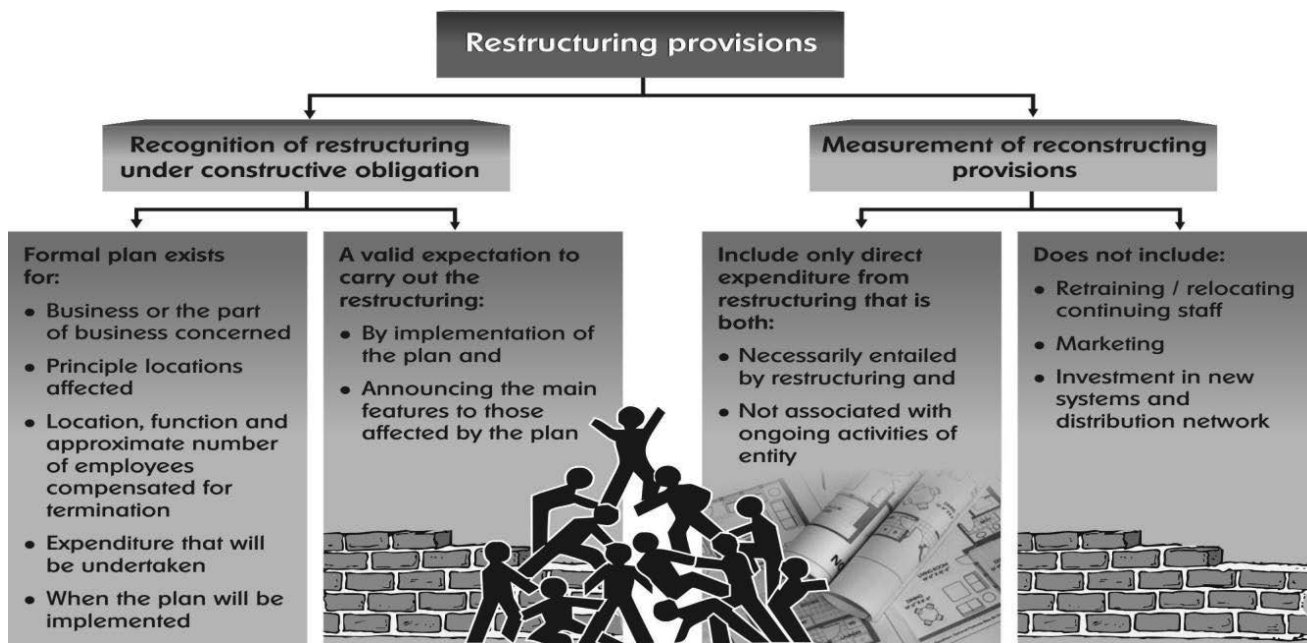 Restructuring provisions
Recognition of restructuring
under constructive obligation
Measurement of reconstructing
provisions
Formal plan exists
for:
• Business or the part
of business concerned
• Principle locations
affected
• Location, function and
approximate number
of employees
compensated for
termination
• Expenditure that will
be undertaken
• When the plan will be
implemented
A valid expectation to
carry out the
restructuring:
• By implementation of
the plan and
• Announcing the main
features to those
affected by the plan
Include only direct
expenditure from
restructuring that is
both:
• Necessarily entailed
by restructuring and
• Not associated with
ongoing activities of
entity
Does not include:
• Retraining / relocating
continuing staff
• Marketing
• Investment in new
systems and
distribution network